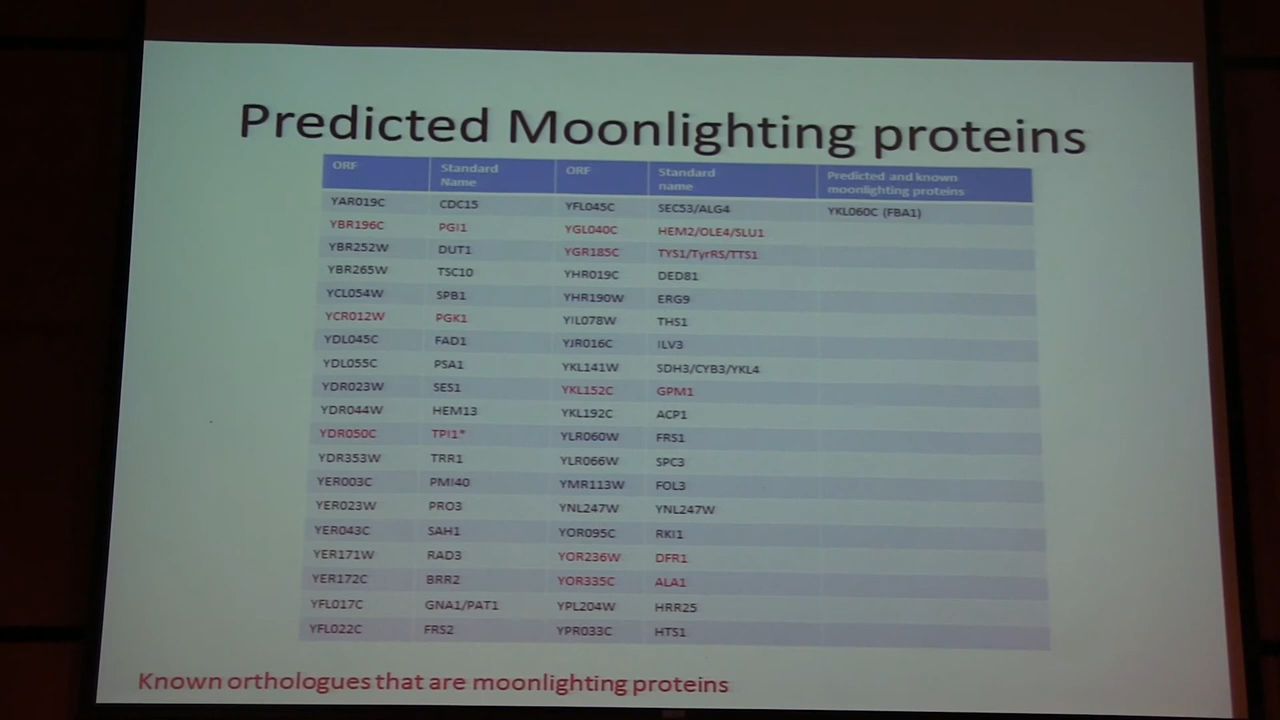 Predicted Moonlighting proteins
ORF Standard Name ORF Standard name Predicted and known moonlighting proteins
YAR019C CDC15 YFL045C SEC53/ALG4 YKL060C (FBA1)
YBR196C PGI1 YGL040C HEM2/OLE4/SLU1
YBR252W DUT1 YGR185C TYS1/TyrRS/TTS1
YBR265W TSC10 YHR019C DED81
YCL054W SPB1 YHR190W ERG9
YCR012W PGK1 YIL078W THS1
YDL045C FAD1 YJR016C ILV3
YDL055C PSA1 YKL141W SDH3/CYB3/YKL4
YDR023W SES1 YKL152C GPM1
YDR044W HEM13 YKL192C ACP1
YDR050C TPI1* YLR060W FRS1
YDR353W TRR1 YLR066W SPC3
YER003C PMI40 YMR113W FOL3
YER023W PRO3 YNL247W YNL247W
YER043C SAH1 YOR095C RKI1
YER171W RAD3 YOR236W DFR1
YER172C BRR2 YOR335C ALA1
YFL017C GNA1/PAT1 YPL204W HRR25
YFL022C FRS2 YPR033C HTS1
Known orthologues that are moonlighting proteins